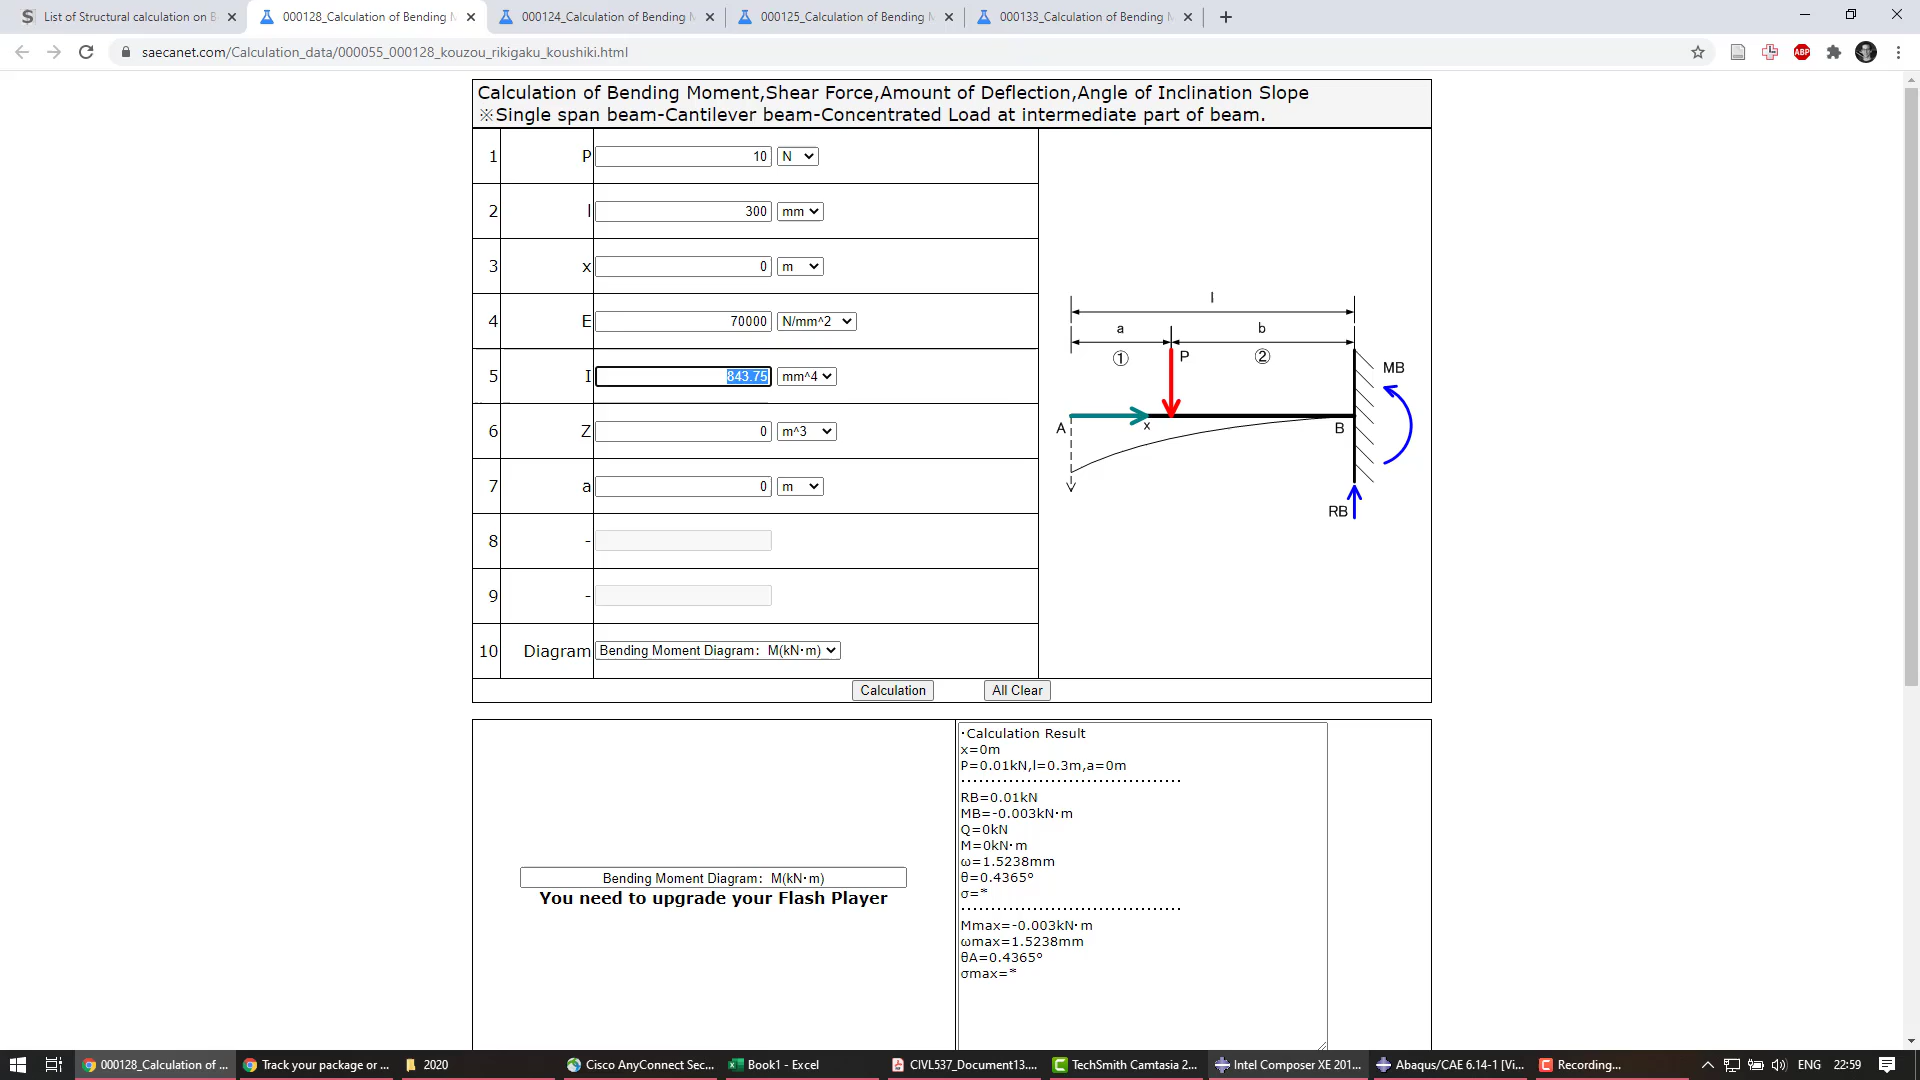 List of Structural calculation on B
000128_Calculation of Bending M
000124_Calculation of Bending M
000125_Calculation of Bending M
000133_Calculation of Bending M
saecanet.com/Calculation_data/000055_000128_kouzou_rikigaku_koushiki.html
ABP
Calculation of Bending Moment,Shear Force,Amount of Deflection,Angle of Inclination Slope
※Single span beam-Cantilever beam-Concentrated Load at intermediate part of beam.
1 P 10 N
2 l 300 mm
3 x 0 m
4 E 70000 N/mm^2
5 I 843.75 mm^4
6 Z 0 m^3
7 a 0 m
8 -
9 -
10 Diagram Bending Moment Diagram: M(kN･m)
l
a b
① P ②
MB
A x B
RB
Calculation All Clear
Bending Moment Diagram: M(kN･m)
You need to upgrade your Flash Player
･Calculation Result
x=0m
P=0.01kN,l=0.3m,a=0m
･･････････････････････････････････
RB=0.01kN
MB=-0.003kN･m
Q=0kN
M=0kN･m
ω=1.5238mm
θ=0.4365°
σ=*
･･････････････････････････････････
Mmax=-0.003kN･m
ωmax=1.5238mm
θA=0.4365°
σmax=*
000128_Calculation of ...
Track your package or ...
2020
Cisco AnyConnect Sec...
Book1 - Excel
CIVL537_Document13....
TechSmith Camtasia 2...
Intel Composer XE 201...
Abaqus/CAE 6.14-1 [Vi...
Recording...
ENG
22:59